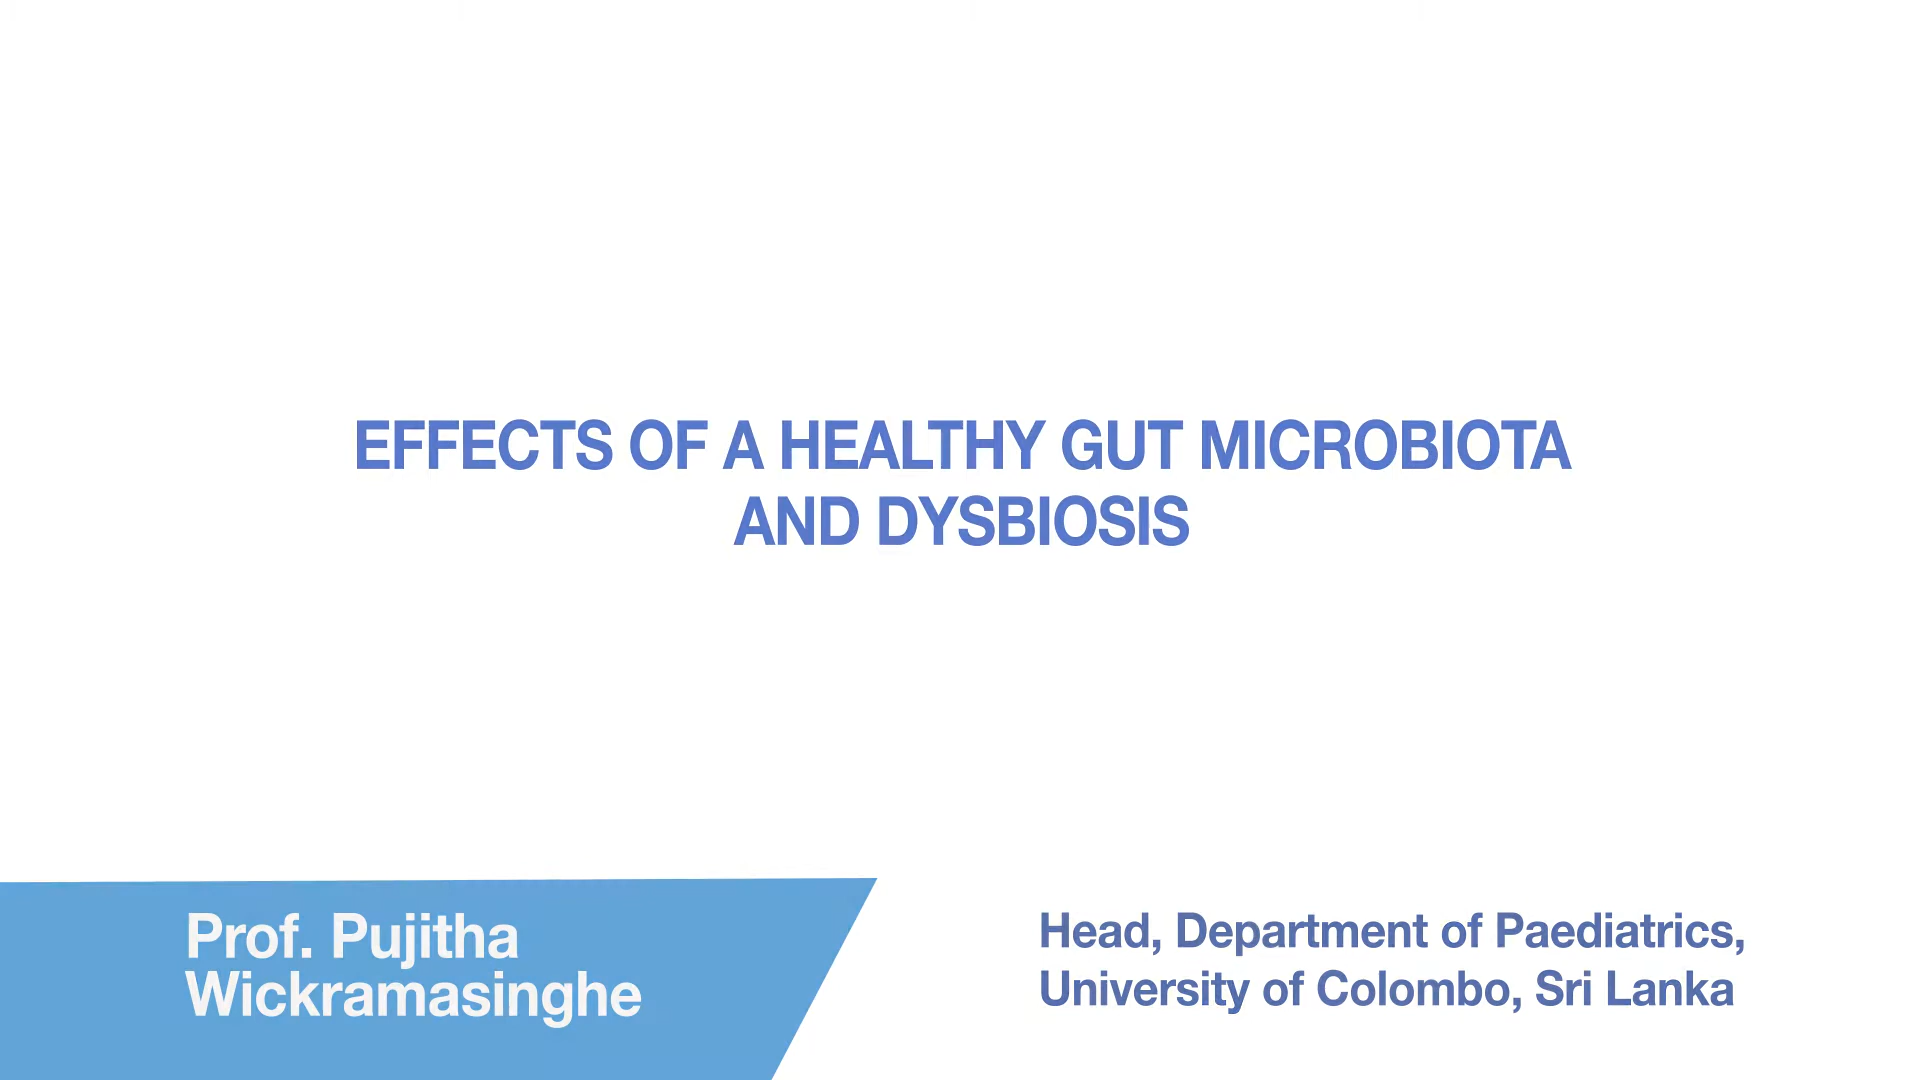 EFFECTS OF A HEALTHY GUT MICROBIOTA
AND DYSBIOSIS
Prof. Pujitha
Wickramasinghe
Head, Department of Paediatrics,
University of Colombo, Sri Lanka